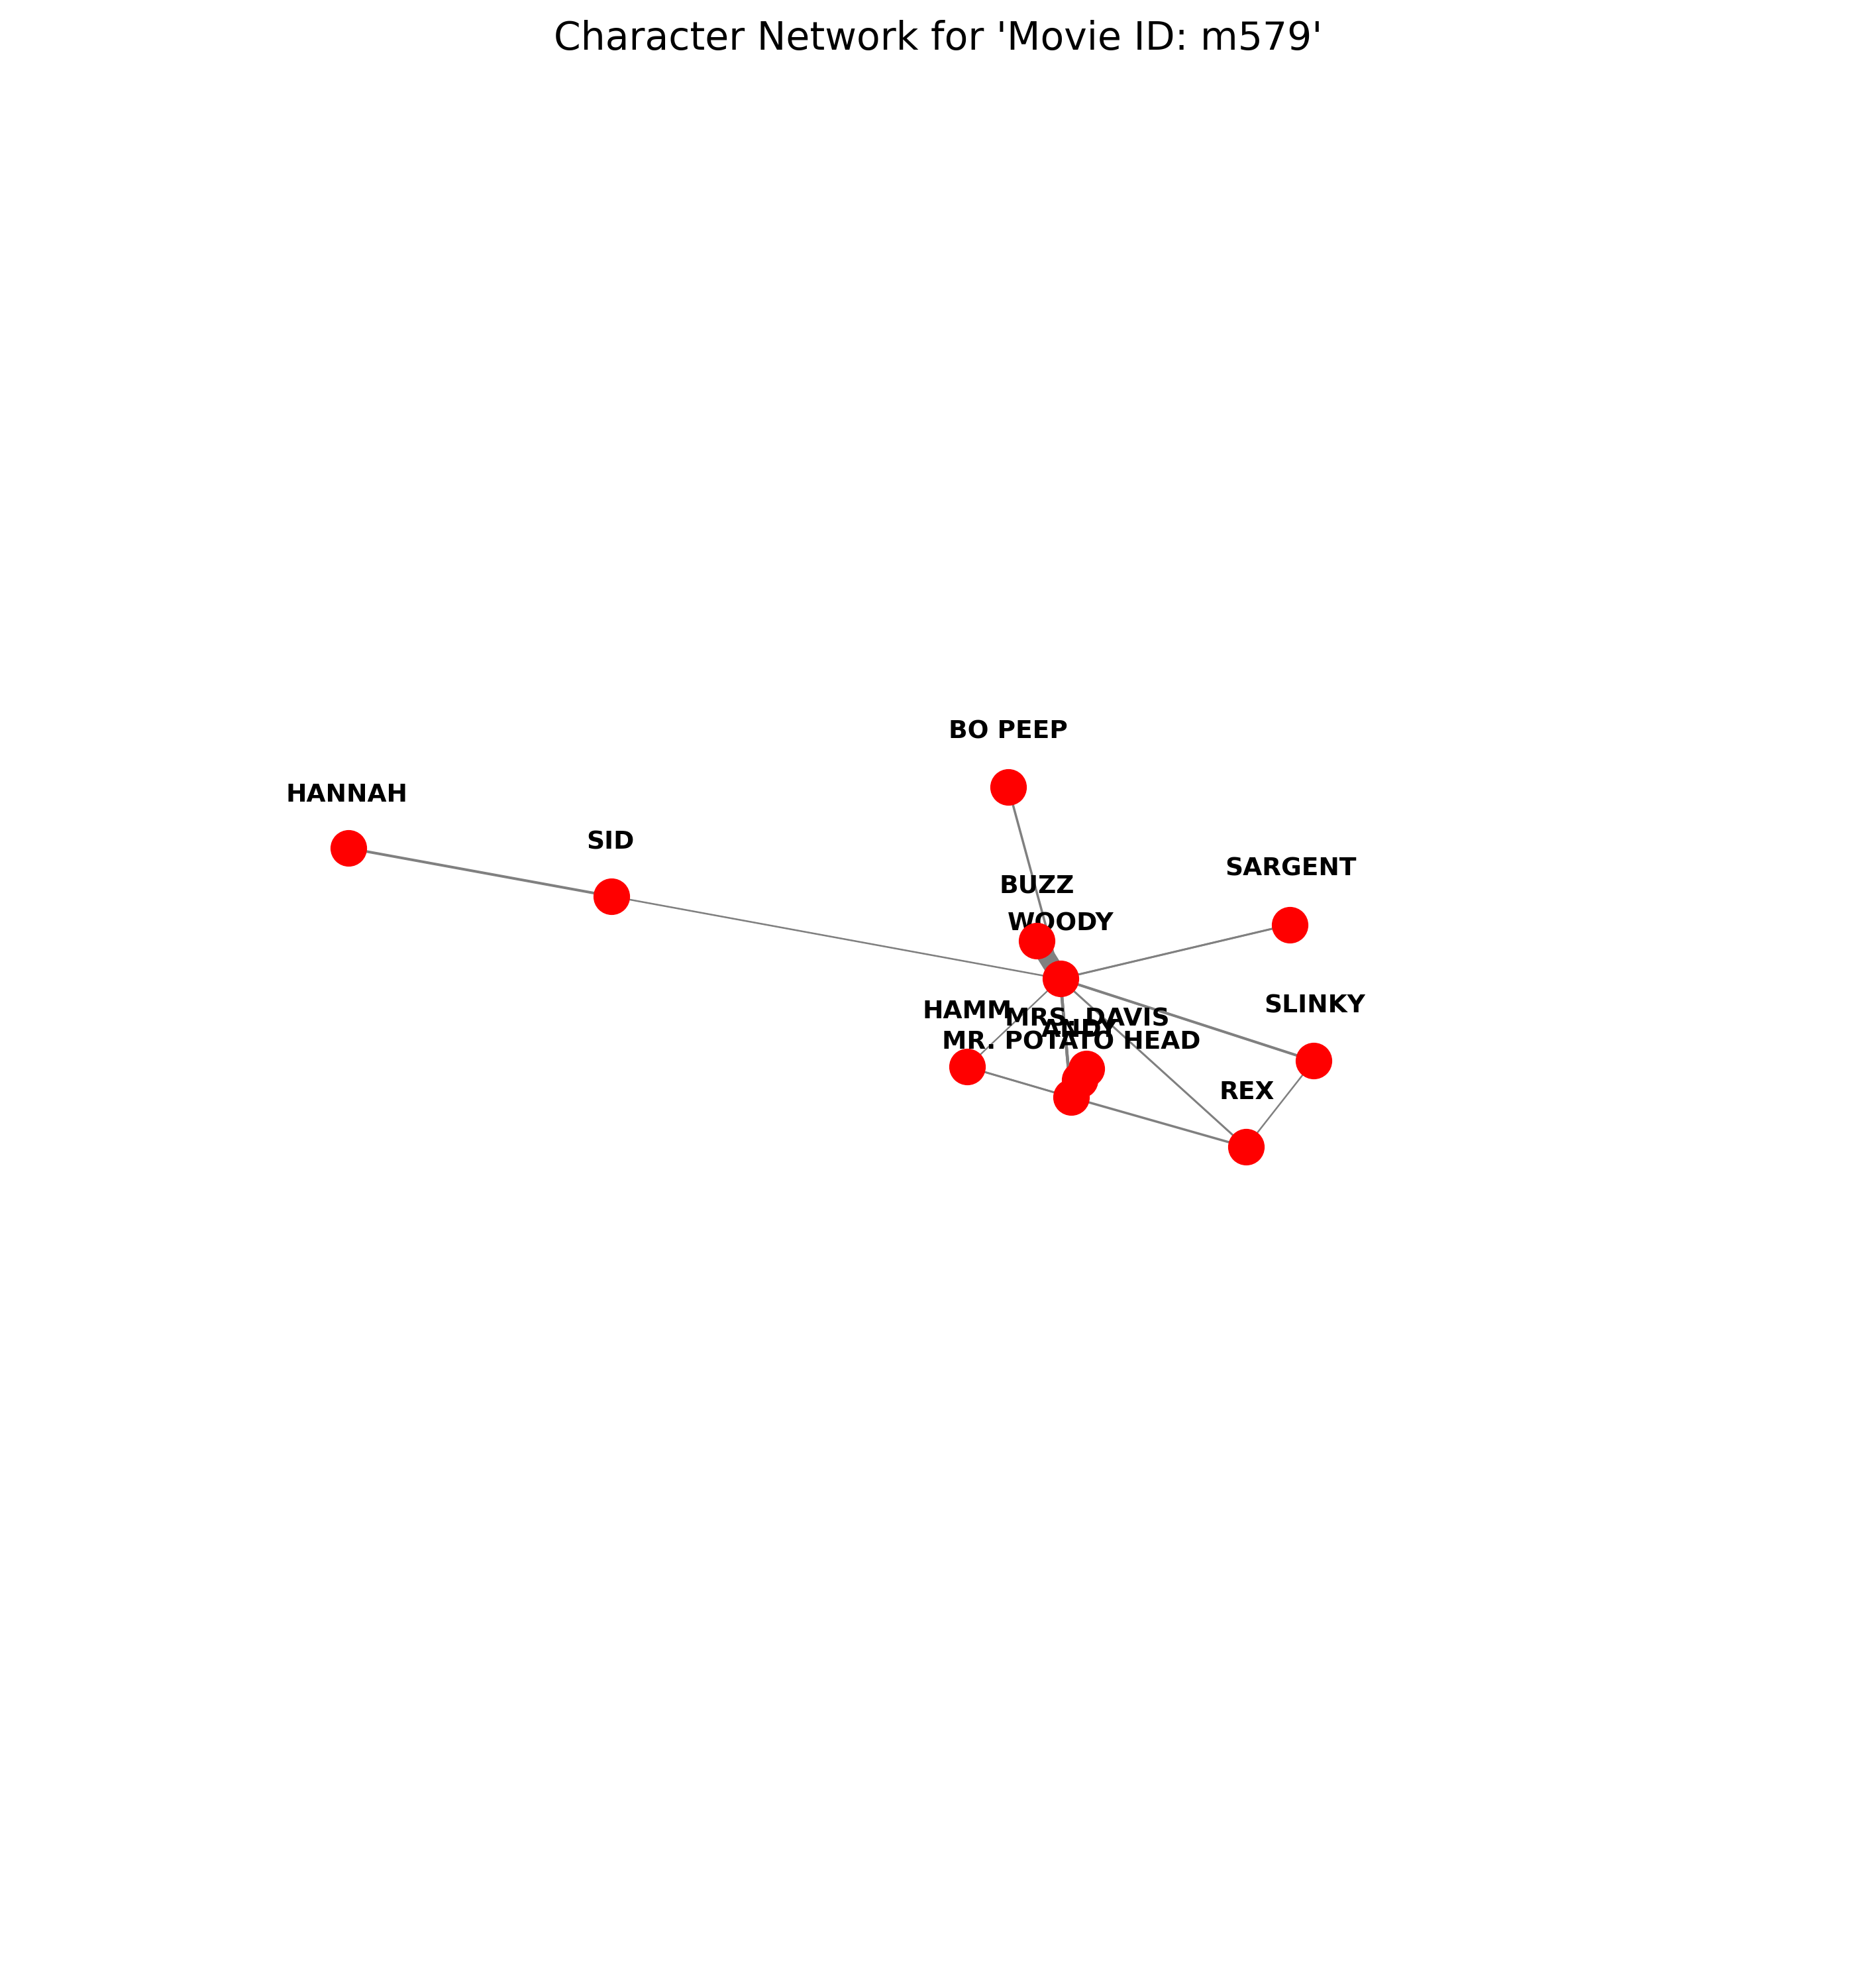 Character Network for 'Movie ID: m579'
BO PEEP
HANNAH
SID
SARGENT
BUZZ
WOODY
SLINKY
HAMM
MRS. DAVIS
ANDY
MR. POTATO HEAD
REX